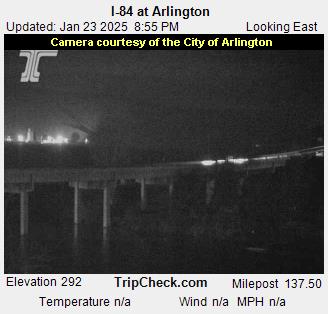 I-84 at Arlington
Updated: Jan 23 2025 8:55 PM Looking East
Camera courtesy of the City of Arlington
Elevation 292 TripCheck.com Milepost 137.50
Temperature n/a Wind n/a MPH n/a